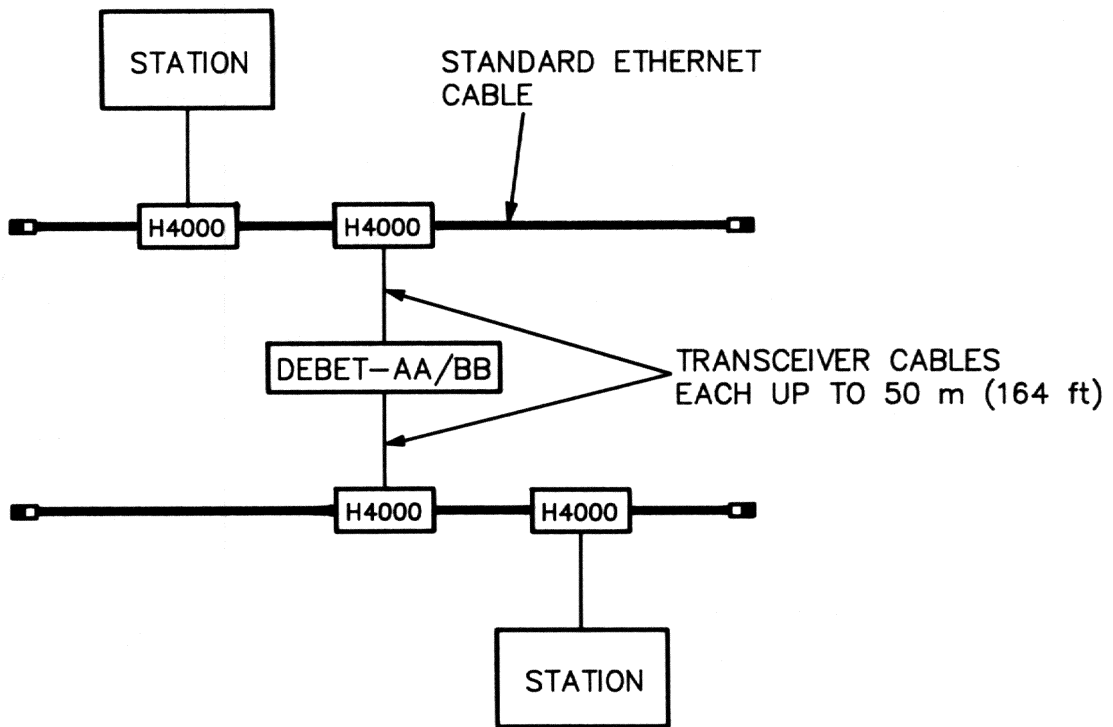 STATION
STANDARD ETHERNET
CABLE
H4000
H4000
DEBET-AA/BB
TRANSCEIVER CABLES
EACH UP TO 50 m (164 ft)
H4000
H4000
STATION